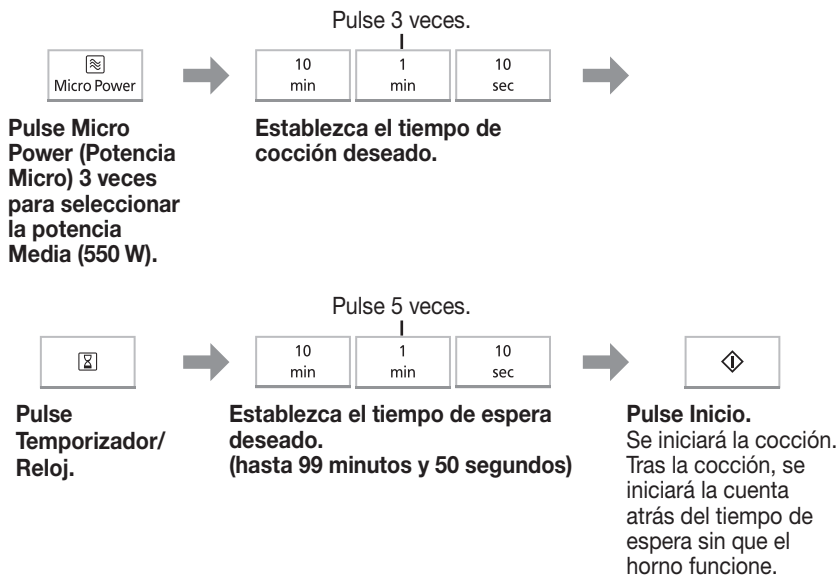 Pulse 3 veces.
Micro Power
10
min
1
min
10
sec
Pulse Micro
Power (Potencia
Micro) 3 veces
para seleccionar
la potencia
Media (550 W).
Establezca el tiempo de
cocción deseado.
Pulse 5 veces.
10
min
1
min
10
sec
Pulse
Temporizador/
Reloj.
Establezca el tiempo de espera
deseado.
(hasta 99 minutos y 50 segundos)
Pulse Inicio.
Se iniciará la cocción.
Tras la cocción, se
iniciará la cuenta
atrás del tiempo de
espera sin que el
horno funcione.